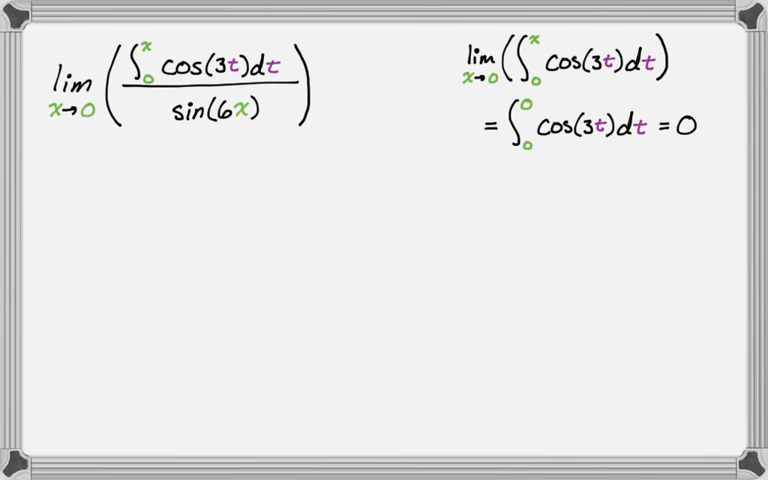 lim x→0 (∫₀ˣ cos(3t)dt / sin(6x))
lim x→0 (∫₀ˣ cos(3t)dt)
= ∫₀⁰ cos(3t)dt = 0